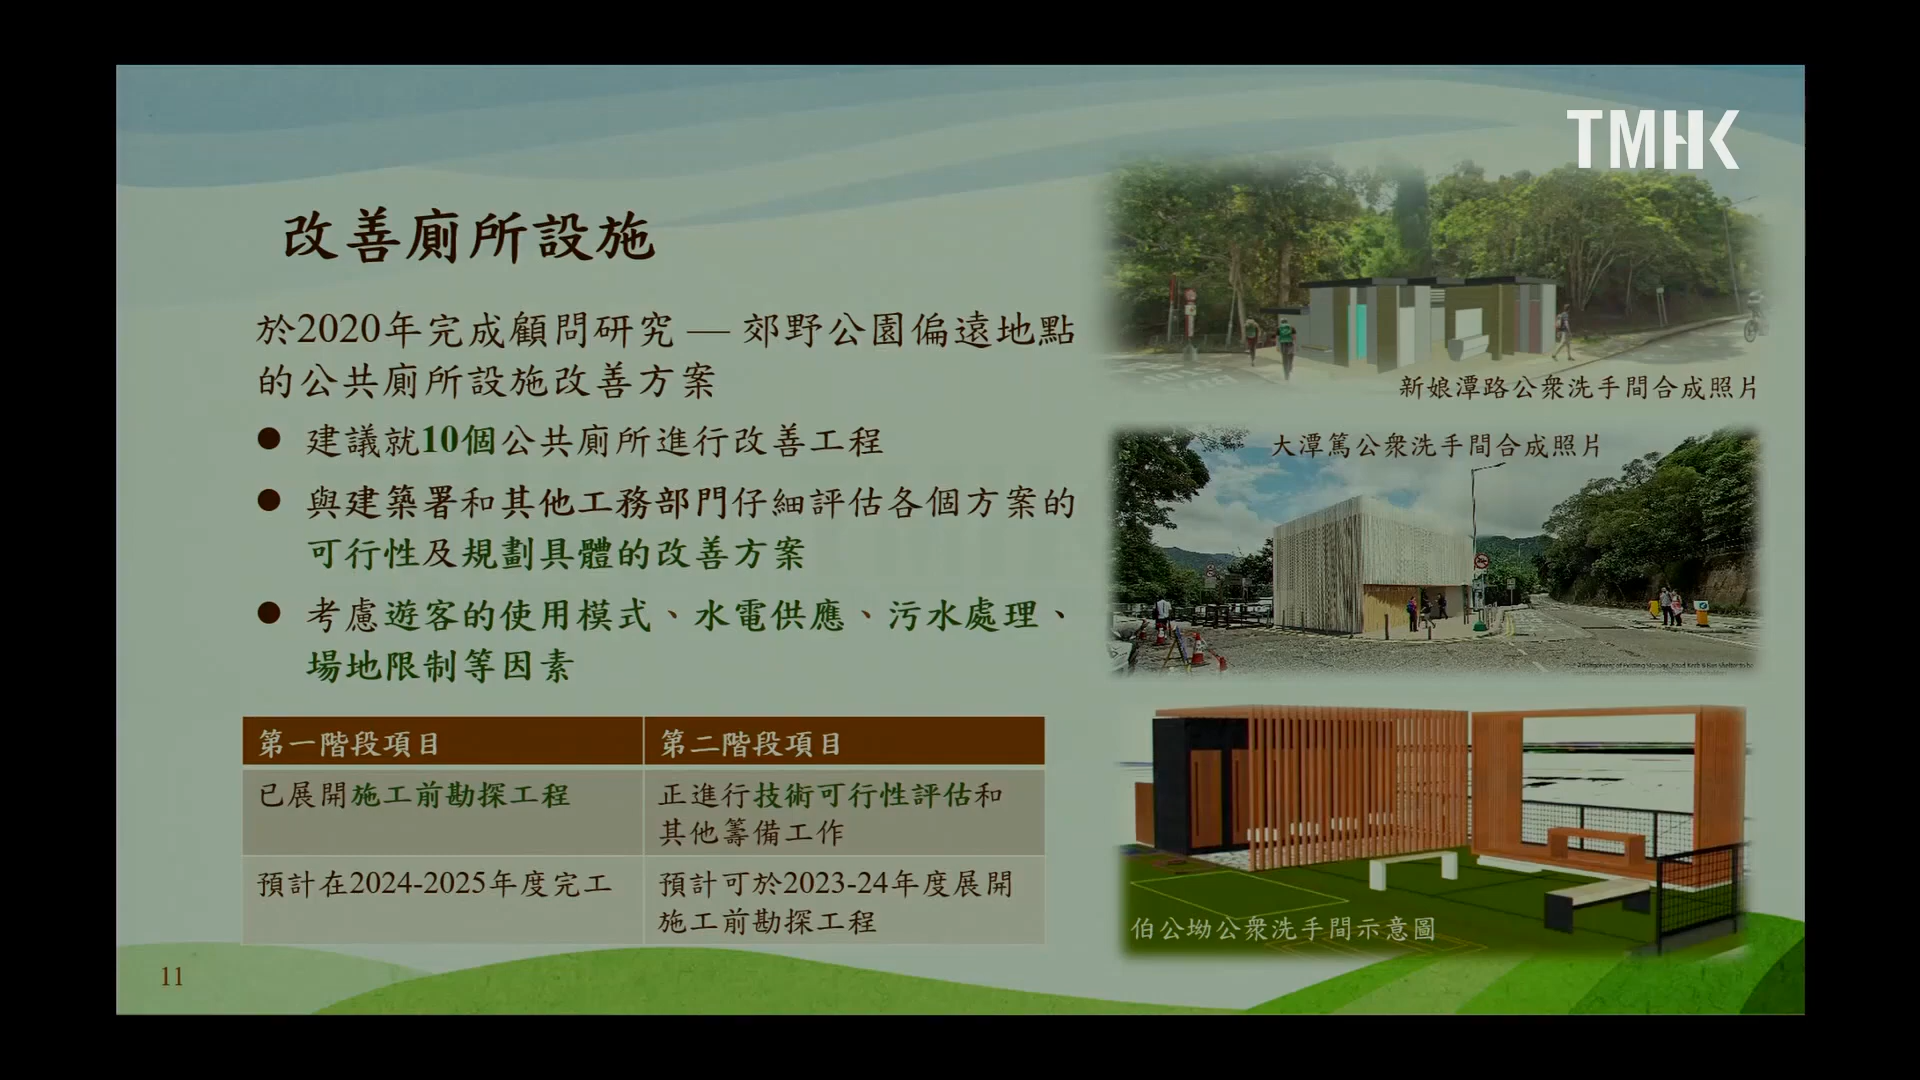 TMHK
改善廁所設施
於2020年完成顧問研究 — 郊野公園偏遠地點
的公共廁所設施改善方案
● 建議就10個公共廁所進行改善工程
● 與建築署和其他工務部門仔細評估各個方案的
可行性及規劃具體的改善方案
● 考慮遊客的使用模式、水電供應、污水處理、
場地限制等因素
第一階段項目
第二階段項目
已展開施工前勘探工程
正進行技術可行性評估和
其他籌備工作
預計在2024-2025年度完工
預計可於2023-24年度展開
施工前勘探工程
新娘潭路公眾洗手間合成照片
大潭篤公眾洗手間合成照片
伯公坳公眾洗手間示意圖
11